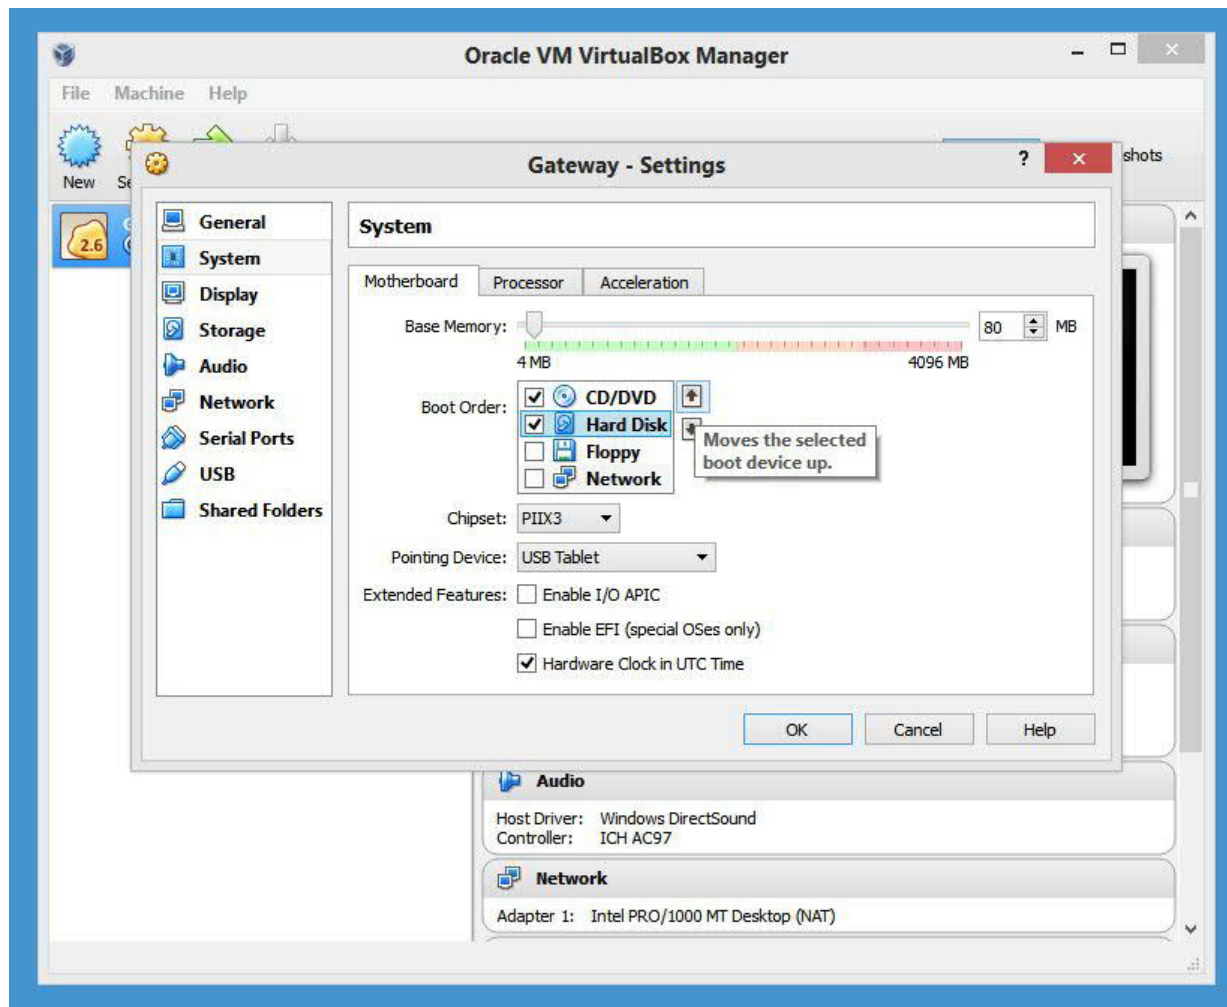 Oracle VM VirtualBox Manager
File Machine Help
New
shots
2.6
Gateway - Settings
?
General
System
Display
Storage
Audio
Network
Serial Ports
USB
Shared Folders
System
Motherboard Processor Acceleration
Base Memory: 80 MB
4 MB 4096 MB
Boot Order:
CD/DVD
Hard Disk
Floppy
Network
Moves the selected
boot device up.
Chipset: PIIX3
Pointing Device: USB Tablet
Extended Features: Enable I/O APIC
Enable EFI (special OSes only)
Hardware Clock in UTC Time
OK Cancel Help
Audio
Host Driver: Windows DirectSound
Controller: ICH AC97
Network
Adapter 1: Intel PRO/1000 MT Desktop (NAT)